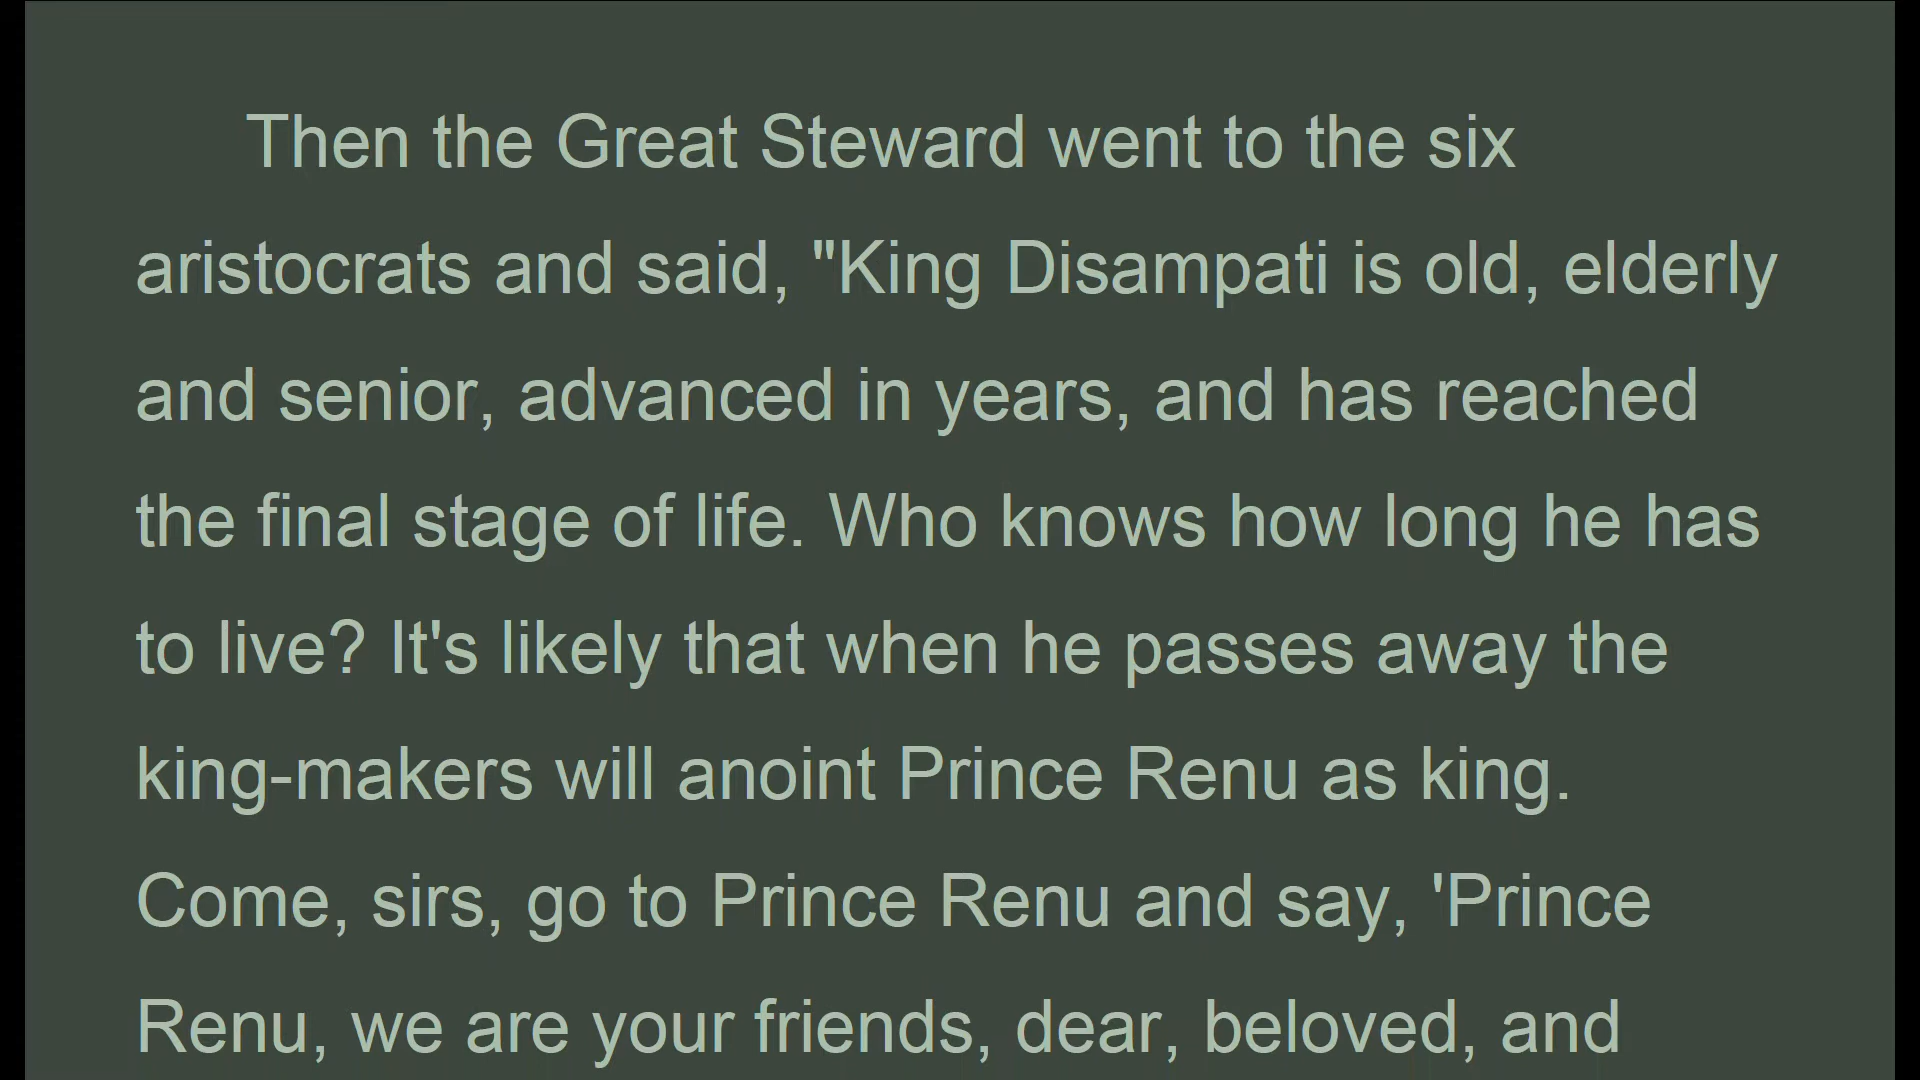 Then the Great Steward went to the six
aristocrats and said, "King Disampati is old, elderly
and senior, advanced in years, and has reached
the final stage of life. Who knows how long he has
to live? It's likely that when he passes away the
king-makers will anoint Prince Renu as king.
Come, sirs, go to Prince Renu and say, 'Prince
Renu, we are your friends, dear, beloved, and